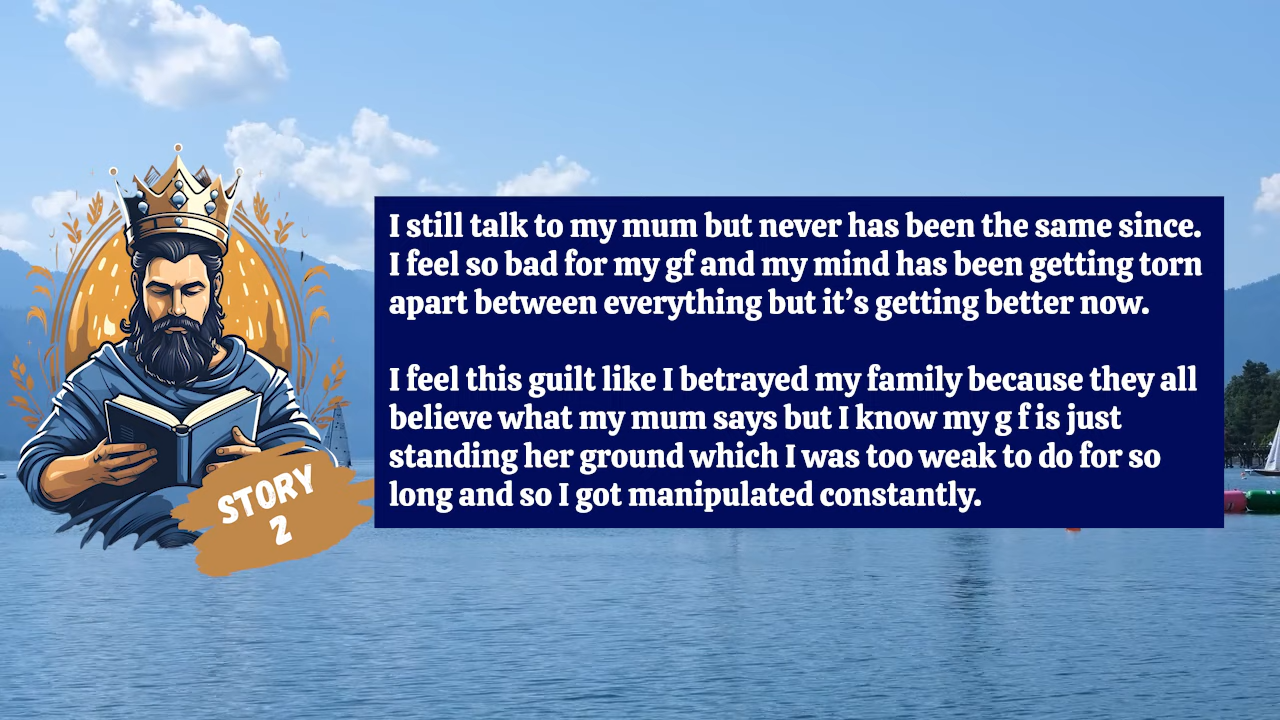 I still talk to my mum but never has been the same since.
I feel so bad for my gf and my mind has been getting torn
apart between everything but it’s getting better now.
I feel this guilt like I betrayed my family because they all
believe what my mum says but I know my g f is just
standing her ground which I was too weak to do for so
long and so I got manipulated constantly.
STORY
2